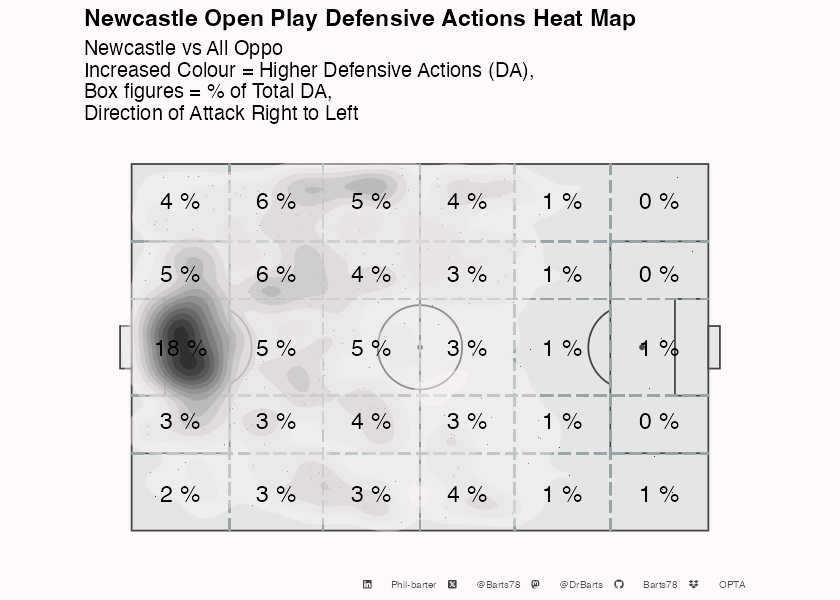 Newcastle Open Play Defensive Actions Heat Map
Newcastle vs All Oppo
Increased Colour = Higher Defensive Actions (DA),
Box figures = % of Total DA,
Direction of Attack Right to Left
4 % 6 % 5 % 4 % 1 % 0 %
5 % 6 % 4 % 3 % 1 % 0 %
18 % 5 % 5 % 3 % 1 % 1 %
3 % 3 % 4 % 3 % 1 % 0 %
2 % 3 % 3 % 4 % 1 % 1 %
Phil-barter @Barts78 @DrBarts Barts78 OPTA